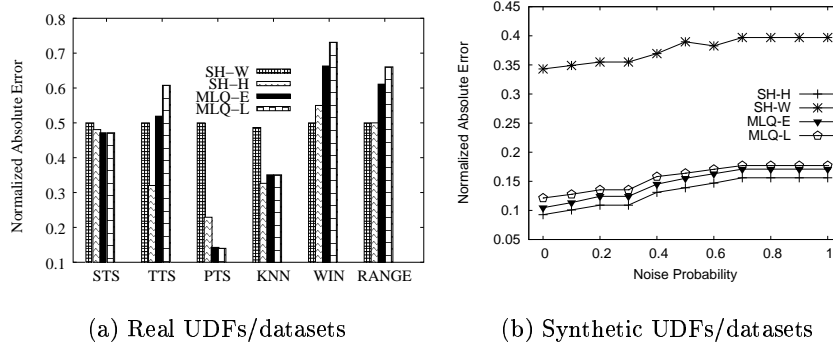 0.8
0.7
0.6
0.5
0.4
0.3
0.2
0.1
Normalized Absolute Error
SH-W
SH-H
MLQ-E
MLQ-L
STS TTS PTS KNN WIN RANGE
(a) Real UDFs/datasets
0.45
0.4
0.35
0.3
0.25
0.2
0.15
0.1
0.05
Normalized Absolute Error
SH-H
SH-W
MLQ-E
MLQ-L
0 0.2 0.4 0.6 0.8 1
Noise Probability
(b) Synthetic UDFs/datasets